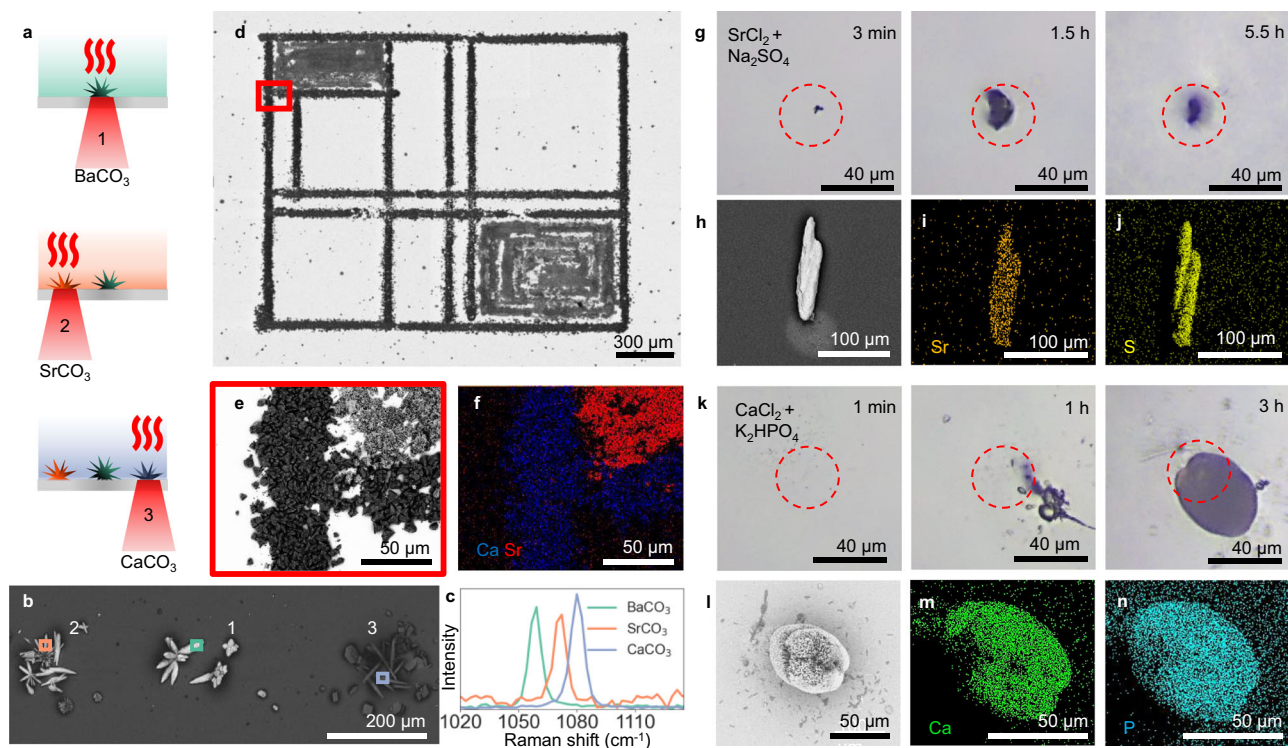 a
1
BaCO₃
2
SrCO₃
3
CaCO₃
d
300 µm
g
SrCl₂ +
Na₂SO₄
3 min
40 µm
1.5 h
40 µm
5.5 h
40 µm
h
100 µm
i
Sr
100 µm
j
S
100 µm
e
50 µm
f
Ca Sr
50 µm
k
CaCl₂ +
K₂HPO₄
1 min
40 µm
1 h
40 µm
3 h
40 µm
b
2
1
3
200 µm
c
BaCO₃
SrCO₃
CaCO₃
Intensity
1020 1050 1080 1110
Raman shift (cm⁻¹)
l
50 µm
m
Ca
50 µm
n
P
50 µm